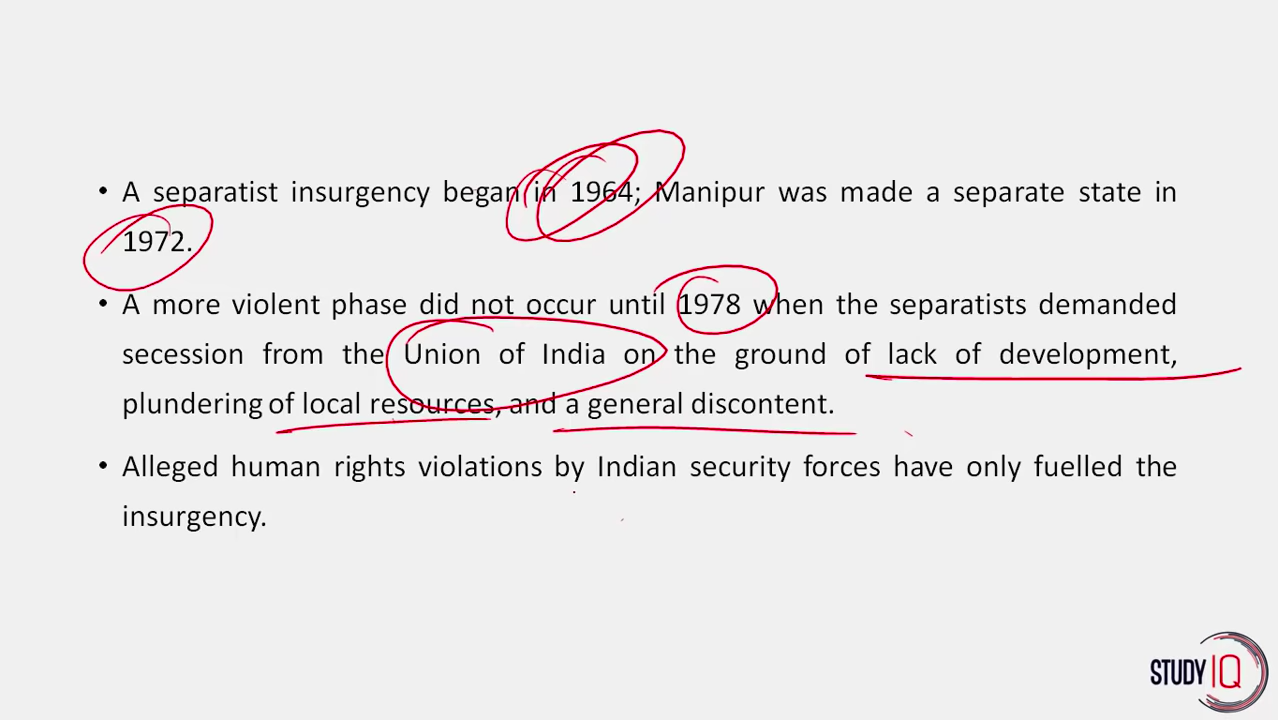 • A separatist insurgency began in 1964; Manipur was made a separate state in
1972.
• A more violent phase did not occur until 1978 when the separatists demanded
secession from the Union of India on the ground of lack of development,
plundering of local resources, and a general discontent.
• Alleged human rights violations by Indian security forces have only fuelled the
insurgency.
STUDY IQ